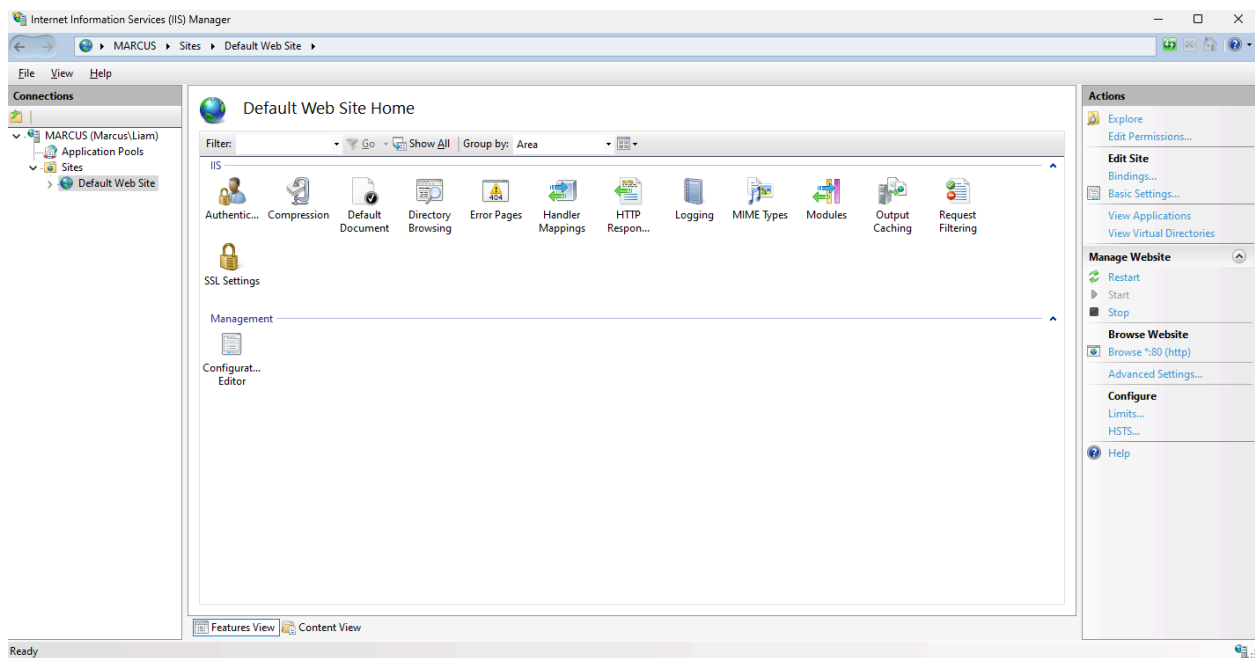 Internet Information Services (IIS) Manager
MARCUS Sites Default Web Site
File View Help
Connections
MARCUS (Marcus\Liam)
Application Pools
Sites
Default Web Site
Default Web Site Home
Filter: Go Show All Group by: Area
IIS
Authentic... Compression Default Document Directory Browsing Error Pages Handler Mappings HTTP Respon... Logging MIME Types Modules Output Caching Request Filtering
404
SSL Settings
Management
Configurat... Editor
Features View Content View
Actions
Explore
Edit Permissions...
Edit Site
Bindings...
Basic Settings...
View Applications
View Virtual Directories
Manage Website
Restart
Start
Stop
Browse Website
Browse *:80 (http)
Advanced Settings...
Configure
Limits...
HSTS...
Help
Ready